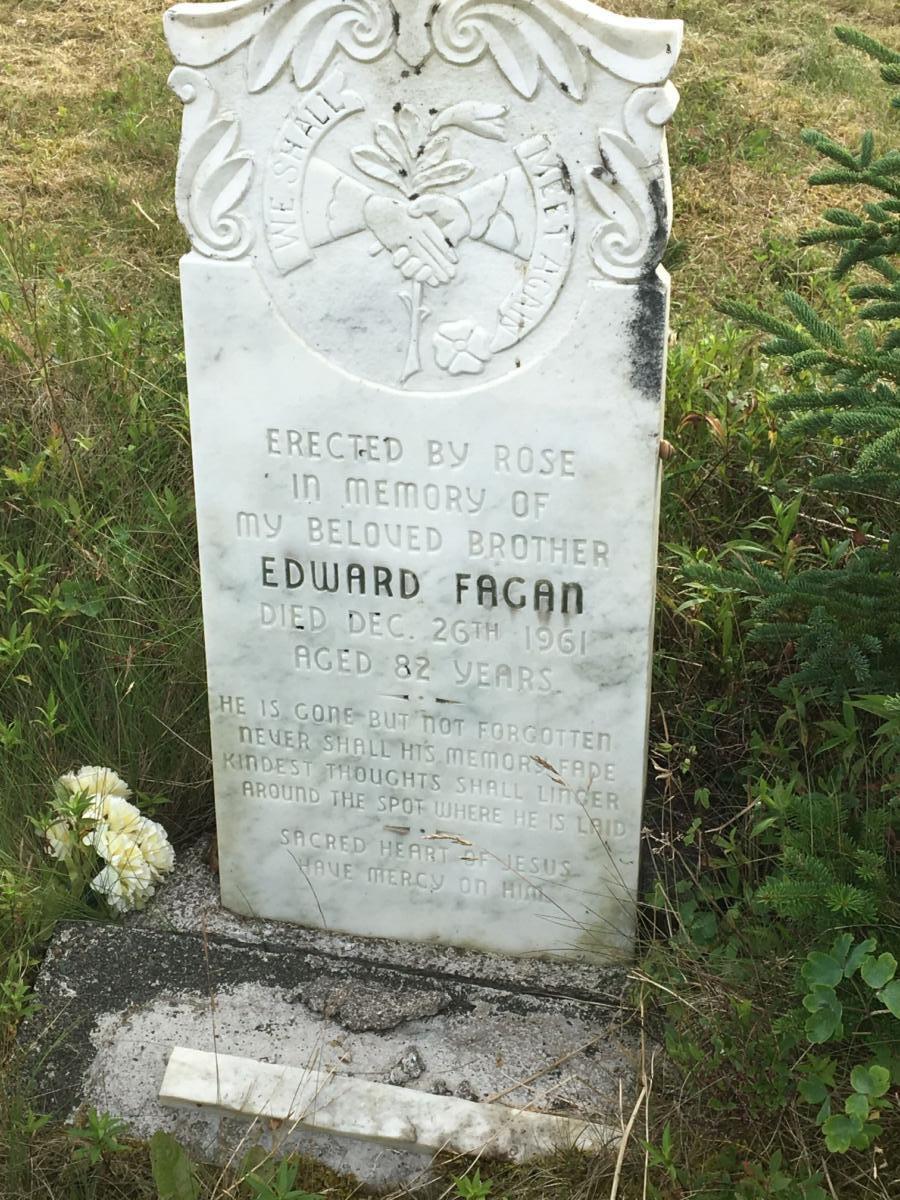 WE SHALL
MEET AGAIN
ERECTED BY ROSE
IN MEMORY OF
MY BELOVED BROTHER
EDWARD FAGAN
DIED DEC. 26TH 1961
AGED 82 YEARS.
HE IS GONE BUT NOT FORGOTTEN
NEVER SHALL HIS MEMORY FADE
KINDEST THOUGHTS SHALL LINGER
AROUND THE SPOT WHERE HE IS LAID
SACRED HEART OF JESUS
HAVE MERCY ON HIM